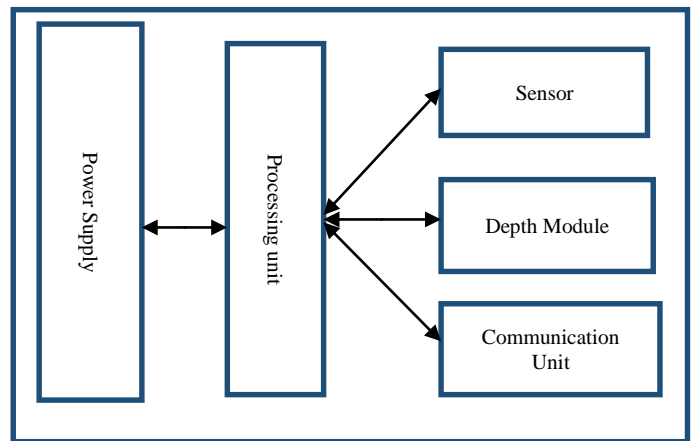 Power Supply
Processing unit
Sensor
Depth Module
Communication
Unit